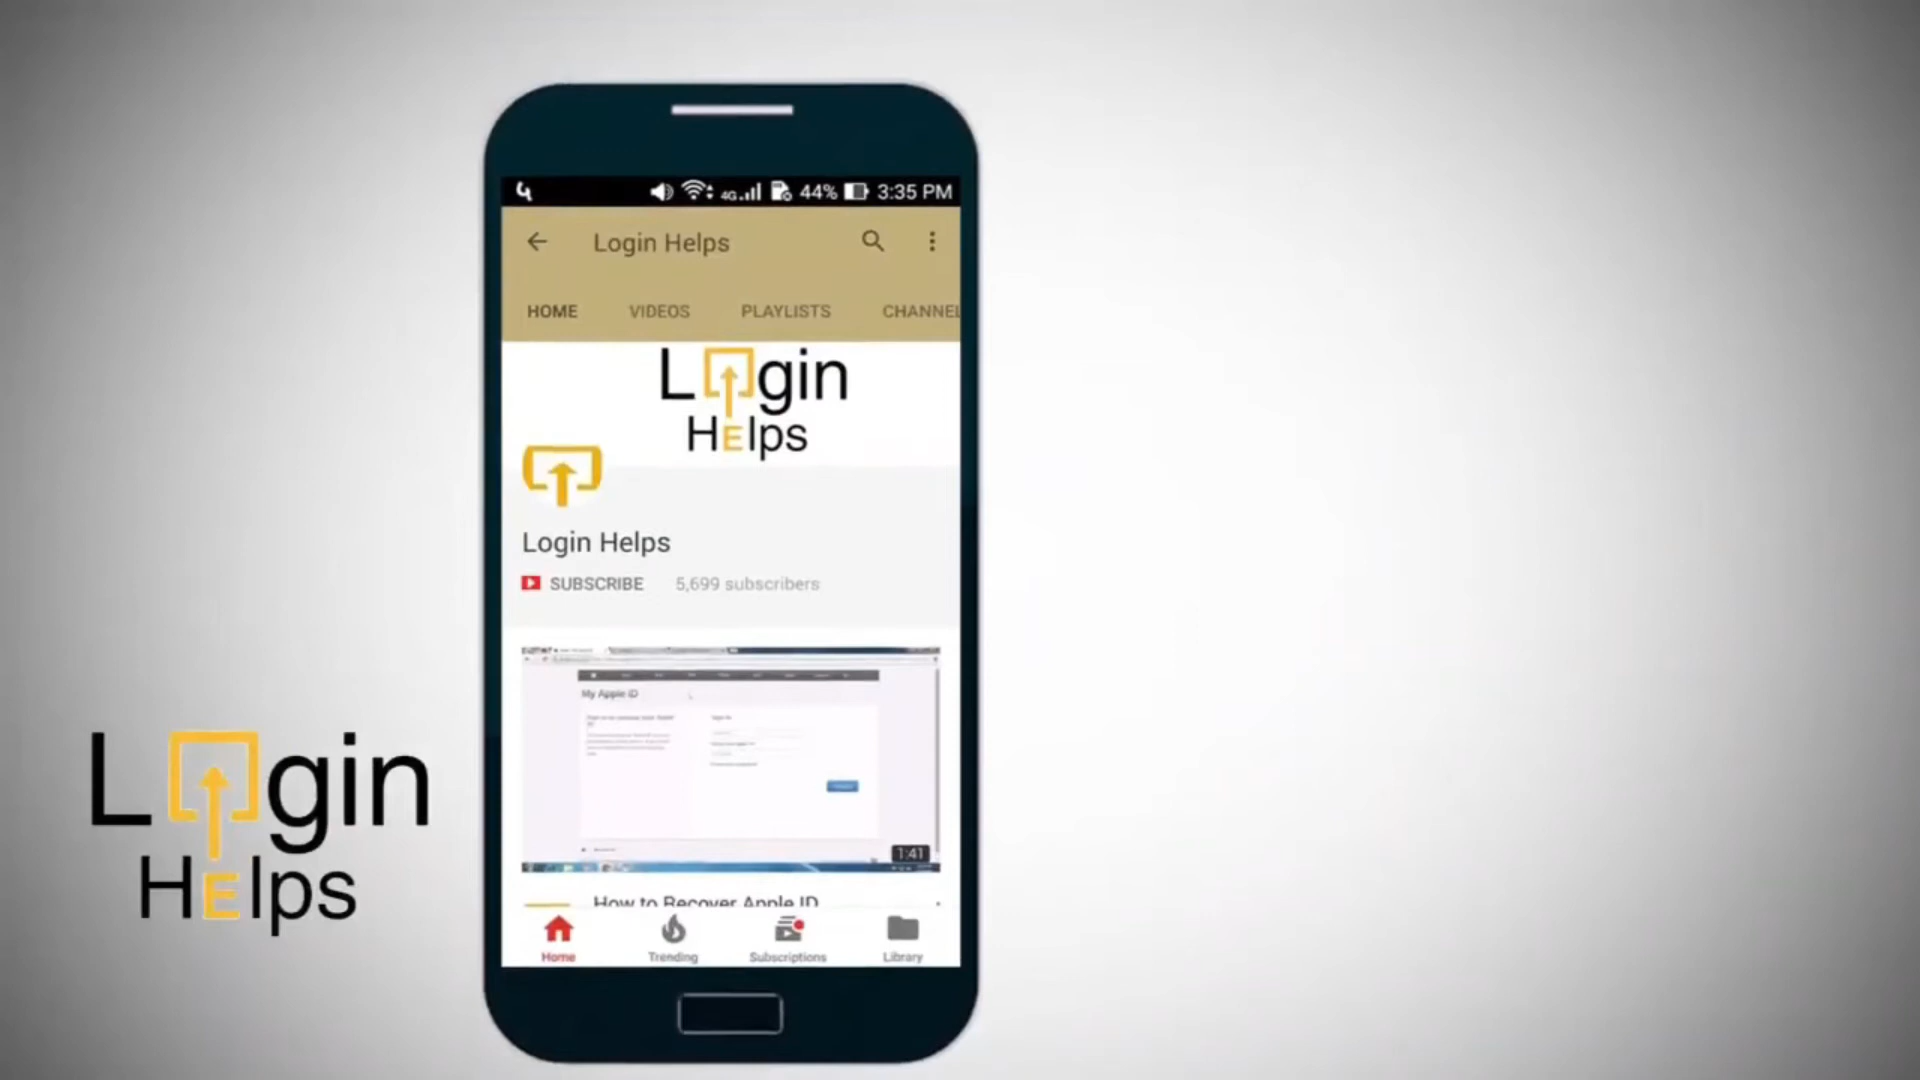 4G 44% 3:35 PM
Login Helps
HOME VIDEOS PLAYLISTS CHANNEL
Login
Helps
Login Helps
SUBSCRIBE 5,699 subscribers
My Apple ID
1:41
How to Recover Apple ID
Home Trending Subscriptions Library
Login
Helps